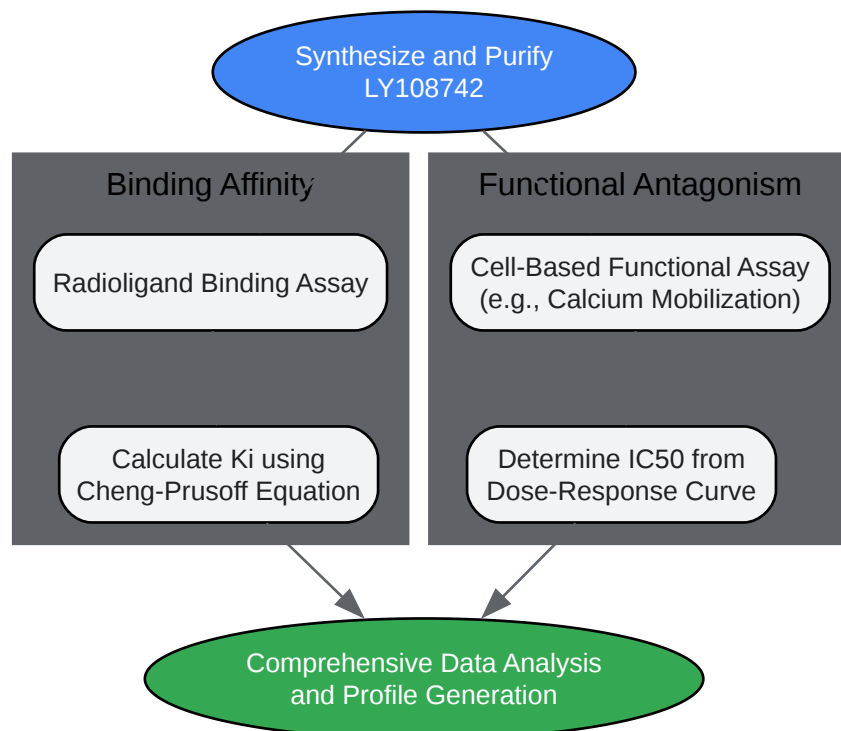 Synthesize and Purify
LY108742
Binding Affinity
Radioligand Binding Assay
Calculate Ki using
Cheng-Prusoff Equation
Functional Antagonism
Cell-Based Functional Assay
(e.g., Calcium Mobilization)
Determine IC50 from
Dose-Response Curve
Comprehensive Data Analysis
and Profile Generation